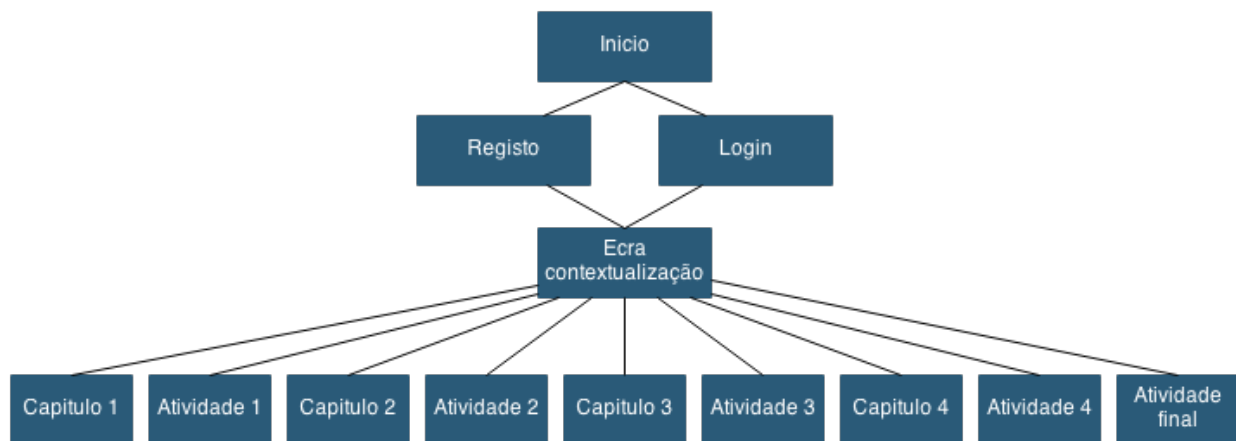 Inicio
Registo
Login
Ecra
contextualização
Capitulo 1
Atividade 1
Capitulo 2
Atividade 2
Capitulo 3
Atividade 3
Capitulo 4
Atividade 4
Atividade
final